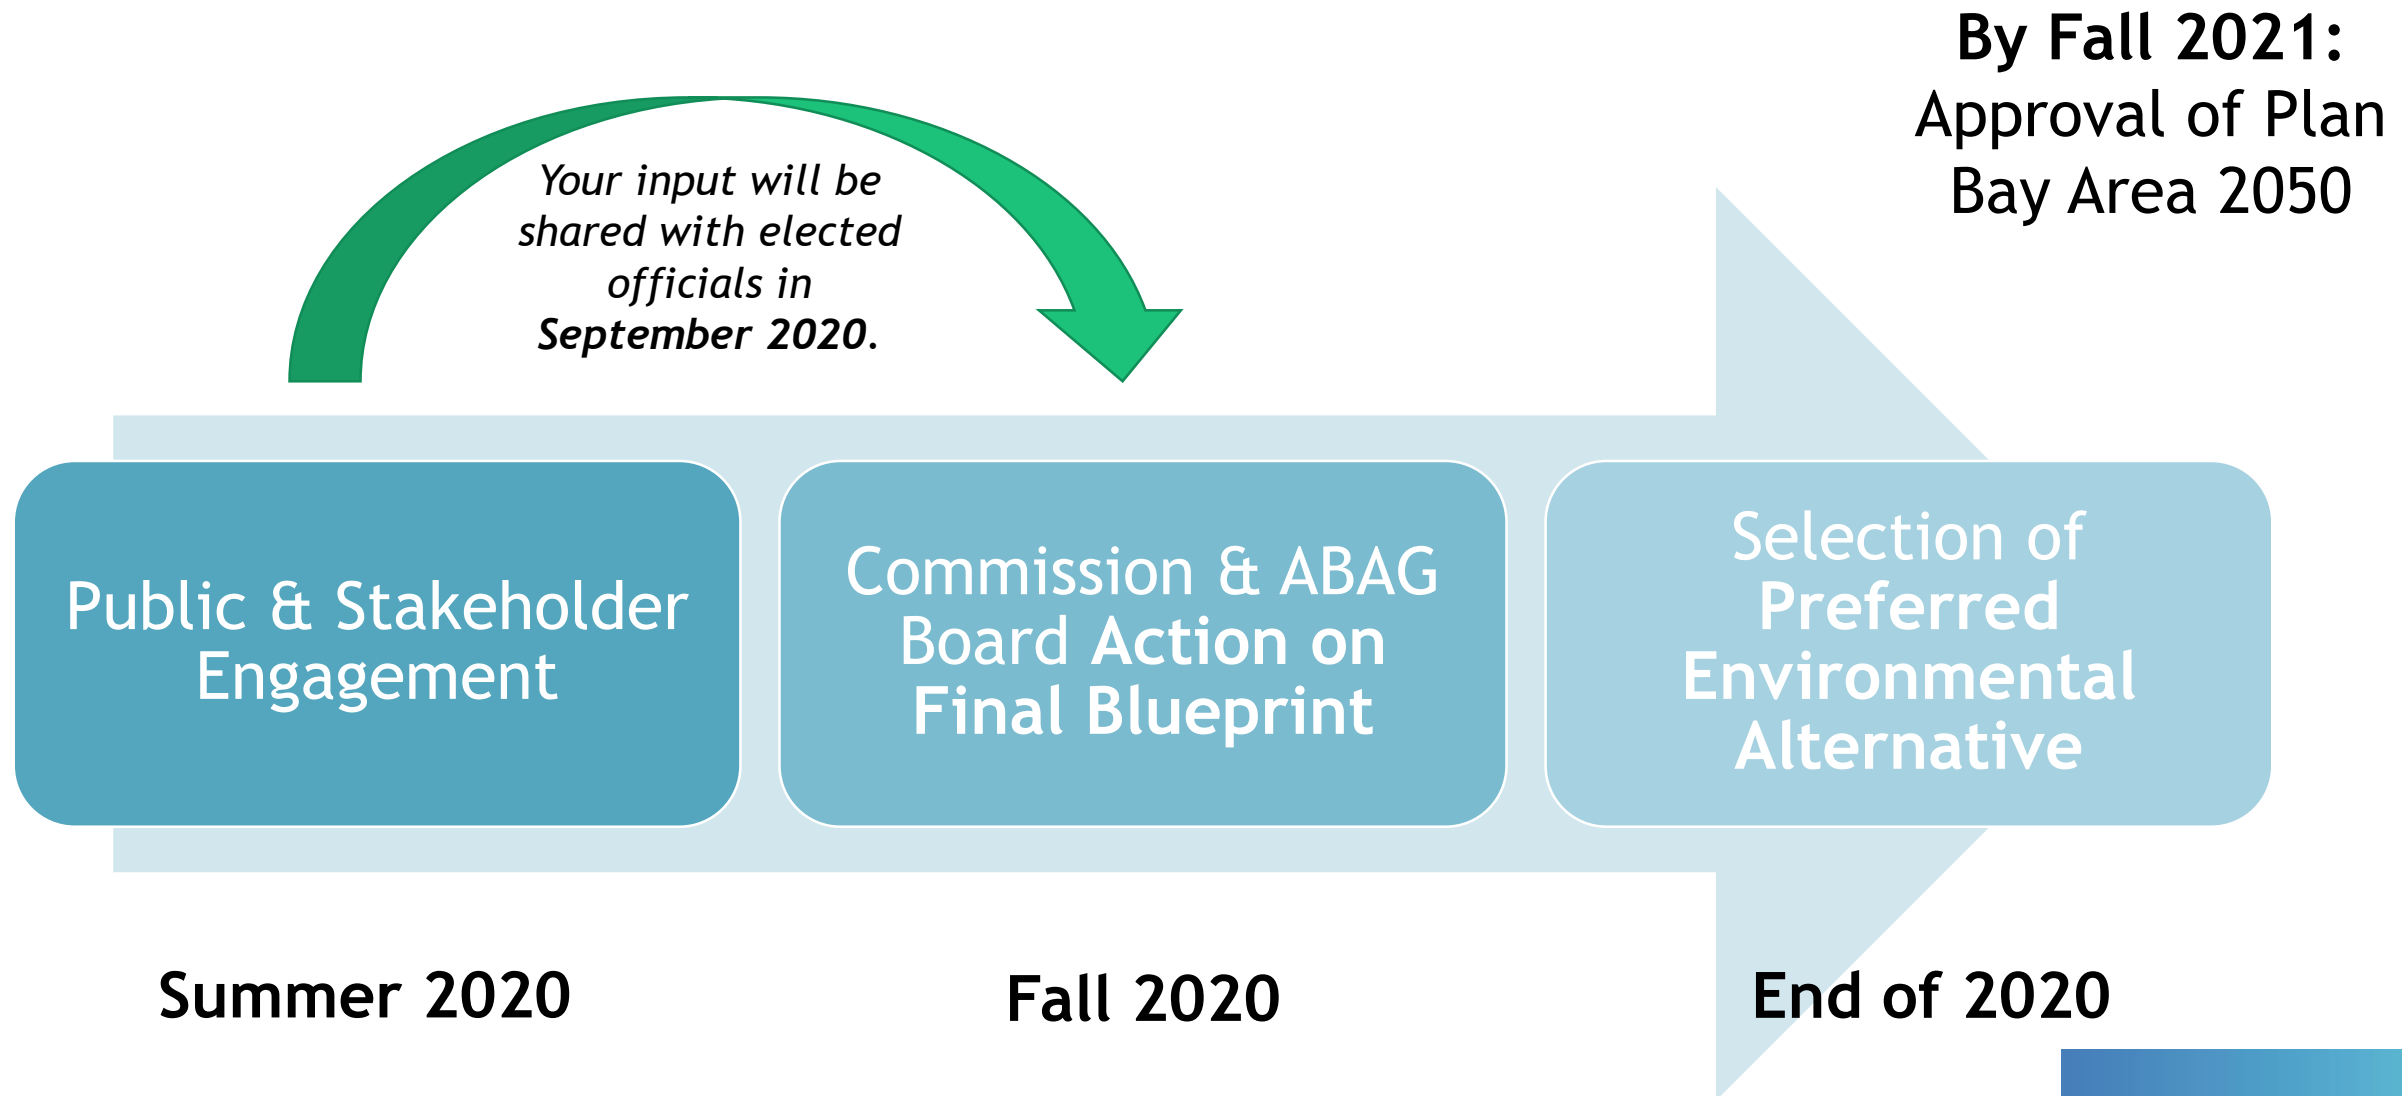 By Fall 2021:
Approval of Plan
Bay Area 2050
Your input will be
shared with elected
officials in
September 2020.
Public & Stakeholder
Engagement
Commission & ABAG
Board Action on
Final Blueprint
Selection of
Preferred
Environmental
Alternative
Summer 2020
Fall 2020
End of 2020